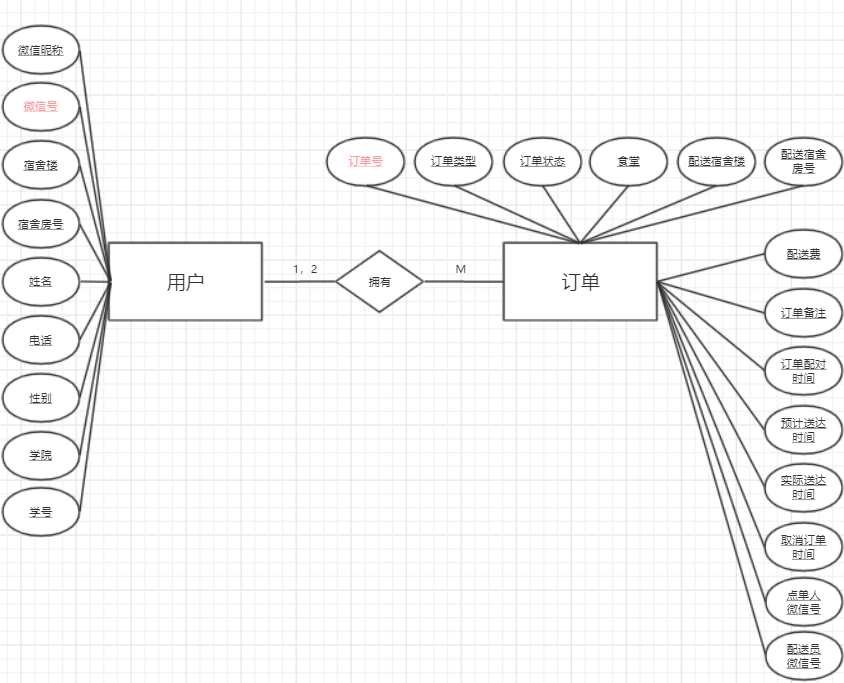 微信昵称
微信号
宿舍楼
宿舍房号
姓名
电话
性别
学院
学号
用户
1，2
拥有
M
订单
订单号
订单类型
订单状态
食堂
配送宿舍楼
配送宿舍
房号
配送费
订单备注
订单配对
时间
预计送达
时间
实际送达
时间
取消订单
时间
点单人
微信号
配送员
微信号